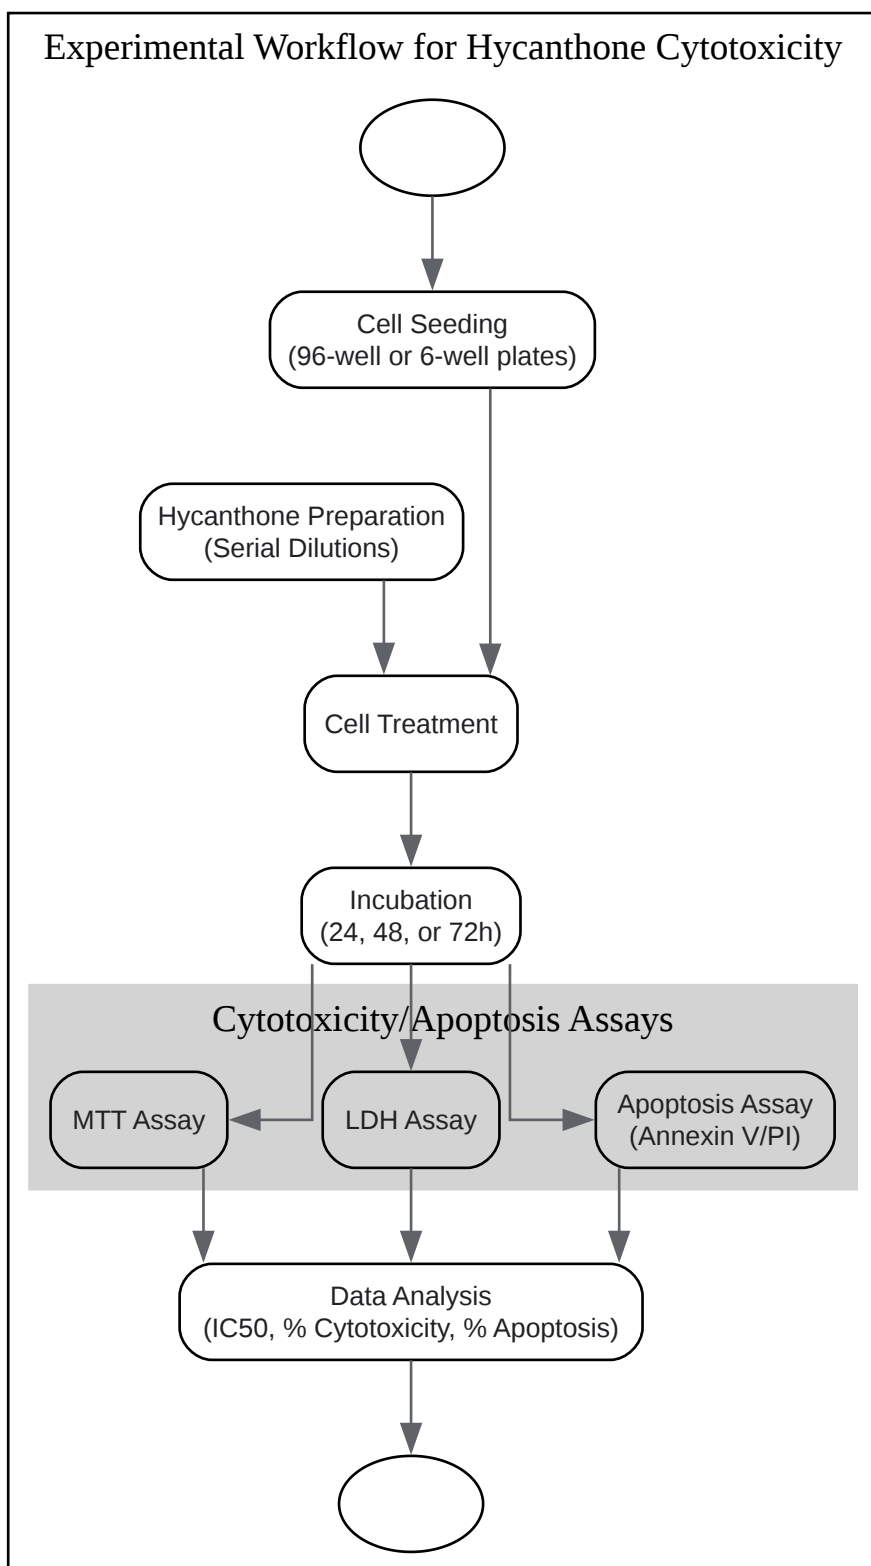 Experimental Workflow for Hycanthone Cytotoxicity
Cell Seeding
(96-well or 6-well plates)
Hycanthone Preparation
(Serial Dilutions)
Cell Treatment
Incubation
(24, 48, or 72h)
Cytotoxicity/Apoptosis Assays
MTT Assay
LDH Assay
Apoptosis Assay
(Annexin V/PI)
Data Analysis
(IC50, % Cytotoxicity, % Apoptosis)